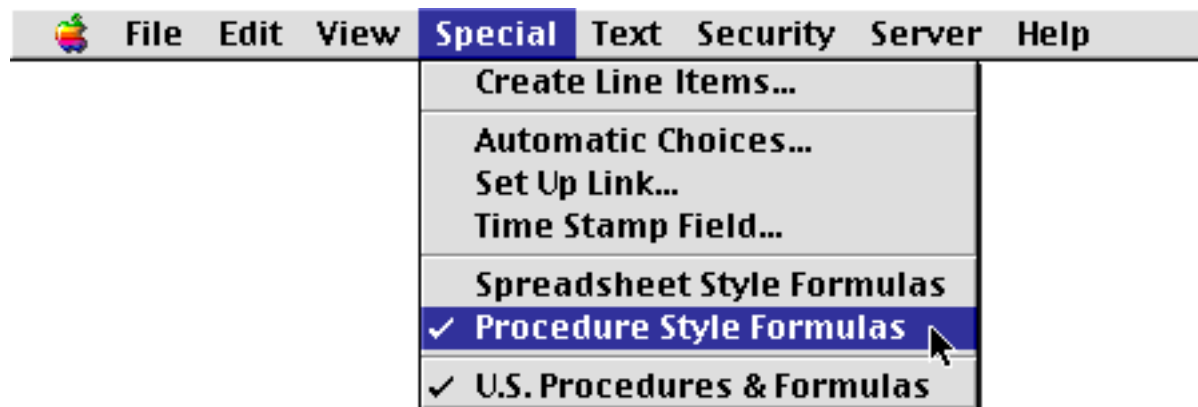 File Edit View Special Text Security Server Help
Create Line Items...
Automatic Choices...
Set Up Link...
Time Stamp Field...
Spreadsheet Style Formulas
✓ Procedure Style Formulas
✓ U.S. Procedures & Formulas